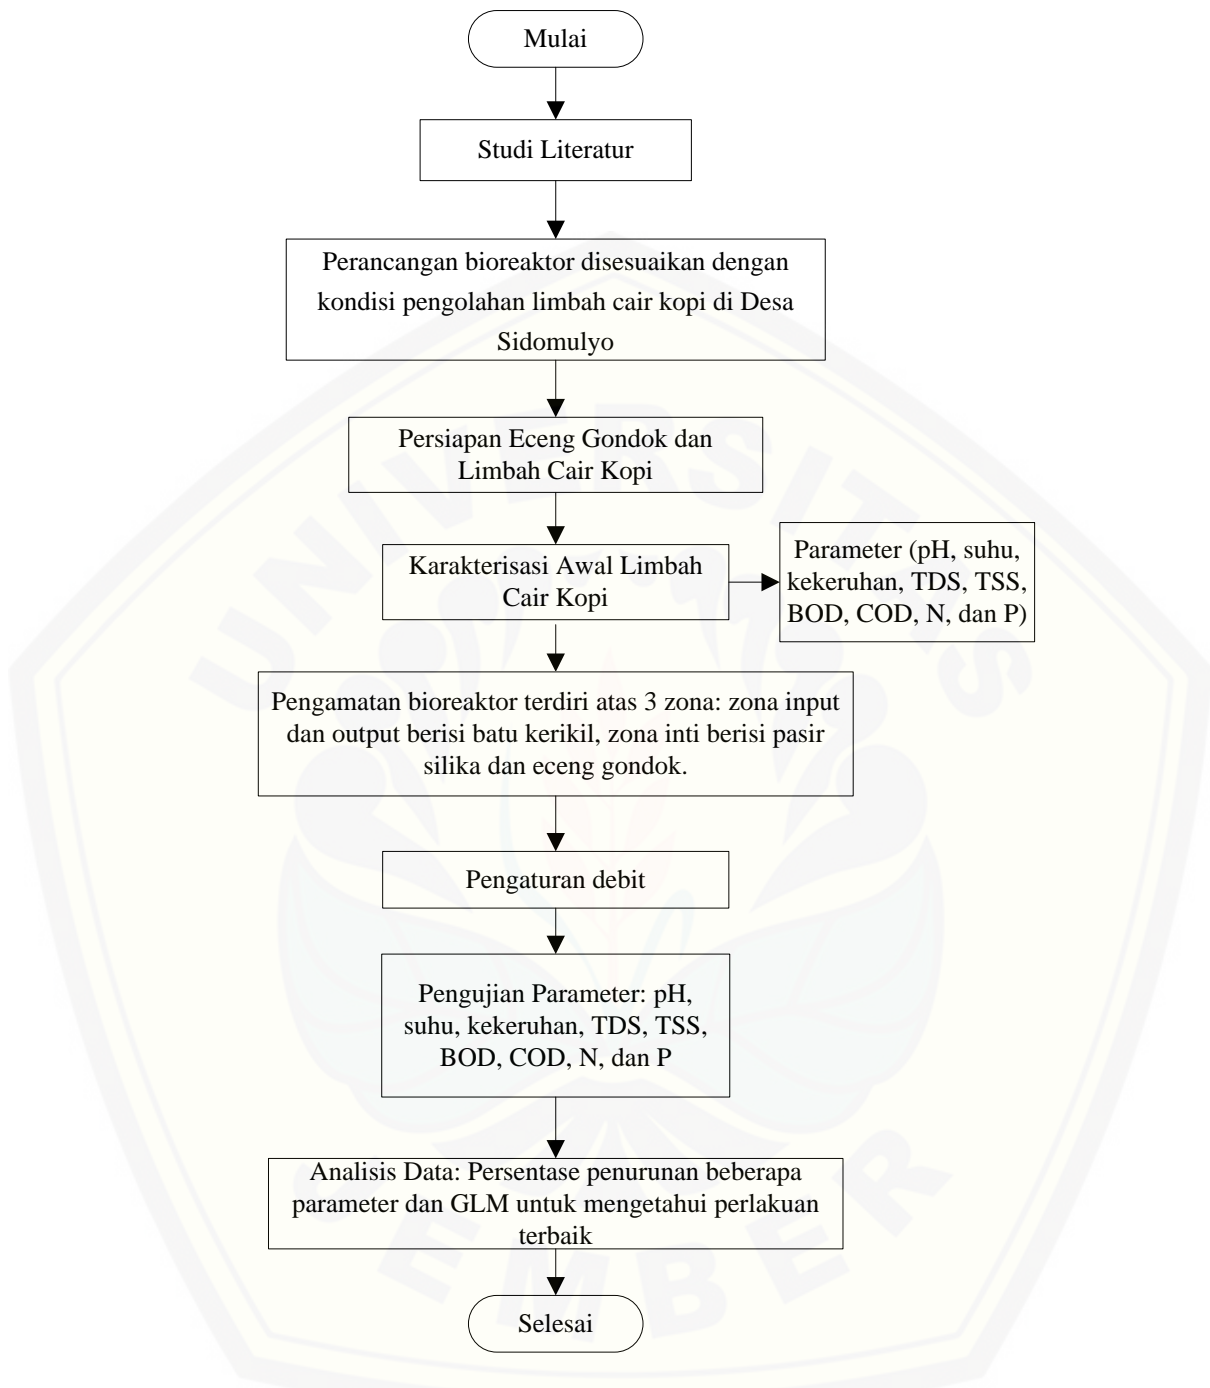 Mulai
Studi Literatur
Perancangan bioreaktor disesuaikan dengan
kondisi pengolahan limbah cair kopi di Desa
Sidomulyo
Persiapan Eceng Gondok dan
Limbah Cair Kopi
Karakterisasi Awal Limbah
Cair Kopi
Parameter (pH, suhu,
kekeruhan, TDS, TSS,
BOD, COD, N, dan P)
Pengamatan bioreaktor terdiri atas 3 zona: zona input
dan output berisi batu kerikil, zona inti berisi pasir
silika dan eceng gondok.
Pengaturan debit
Pengujian Parameter: pH,
suhu, kekeruhan, TDS, TSS,
BOD, COD, N, dan P
Analisis Data: Persentase penurunan beberapa
parameter dan GLM untuk mengetahui perlakuan
terbaik
Selesai
UNIVERSITAS
JEMBER